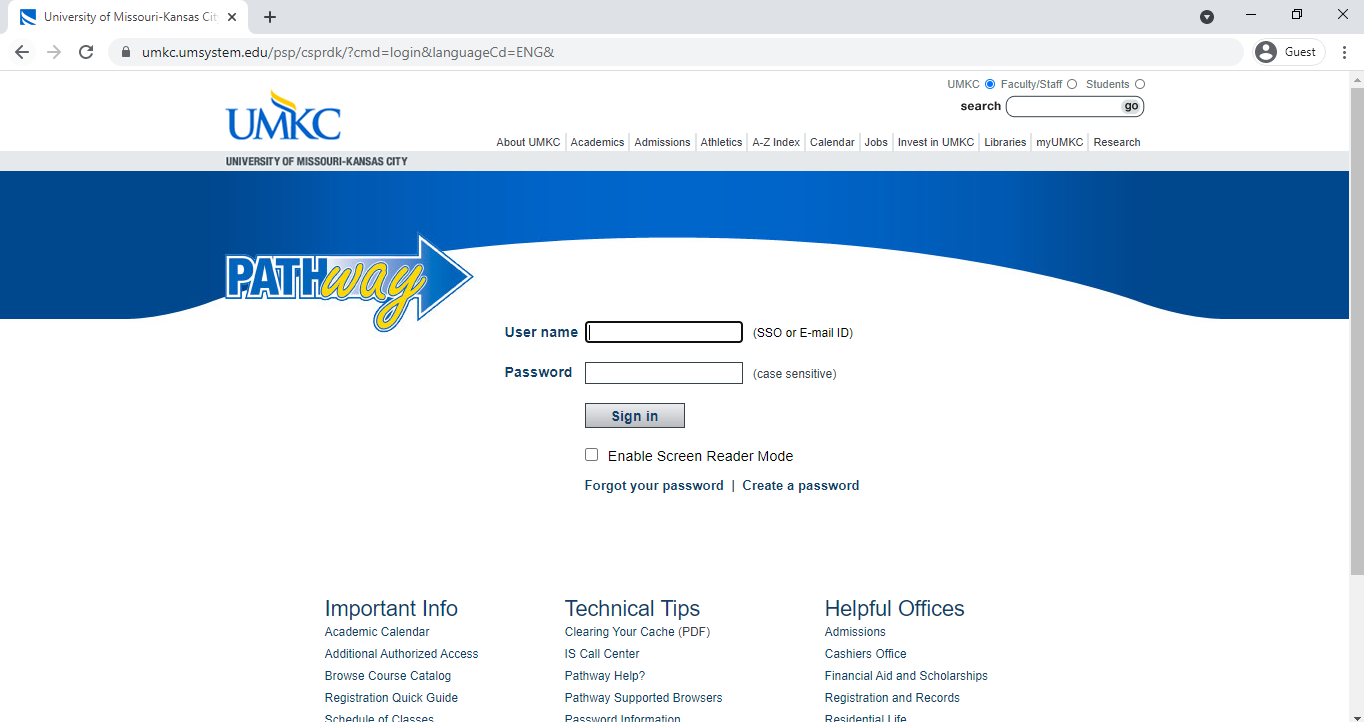 University of Missouri-Kansas Cit
umkc.umsystem.edu/psp/csprdk/?cmd=login&languageCd=ENG&
Guest
UMKC Faculty/Staff Students
search go
UMKC
About UMKC Academics Admissions Athletics A-Z Index Calendar Jobs Invest in UMKC Libraries myUMKC Research
UNIVERSITY OF MISSOURI-KANSAS CITY
PATHway
User name (SSO or E-mail ID)
Password (case sensitive)
Sign in
Enable Screen Reader Mode
Forgot your password | Create a password
Important Info
Academic Calendar
Additional Authorized Access
Browse Course Catalog
Registration Quick Guide
Schedule of Classes
Technical Tips
Clearing Your Cache (PDF)
IS Call Center
Pathway Help?
Pathway Supported Browsers
Password Information
Helpful Offices
Admissions
Cashiers Office
Financial Aid and Scholarships
Registration and Records
Residential Life